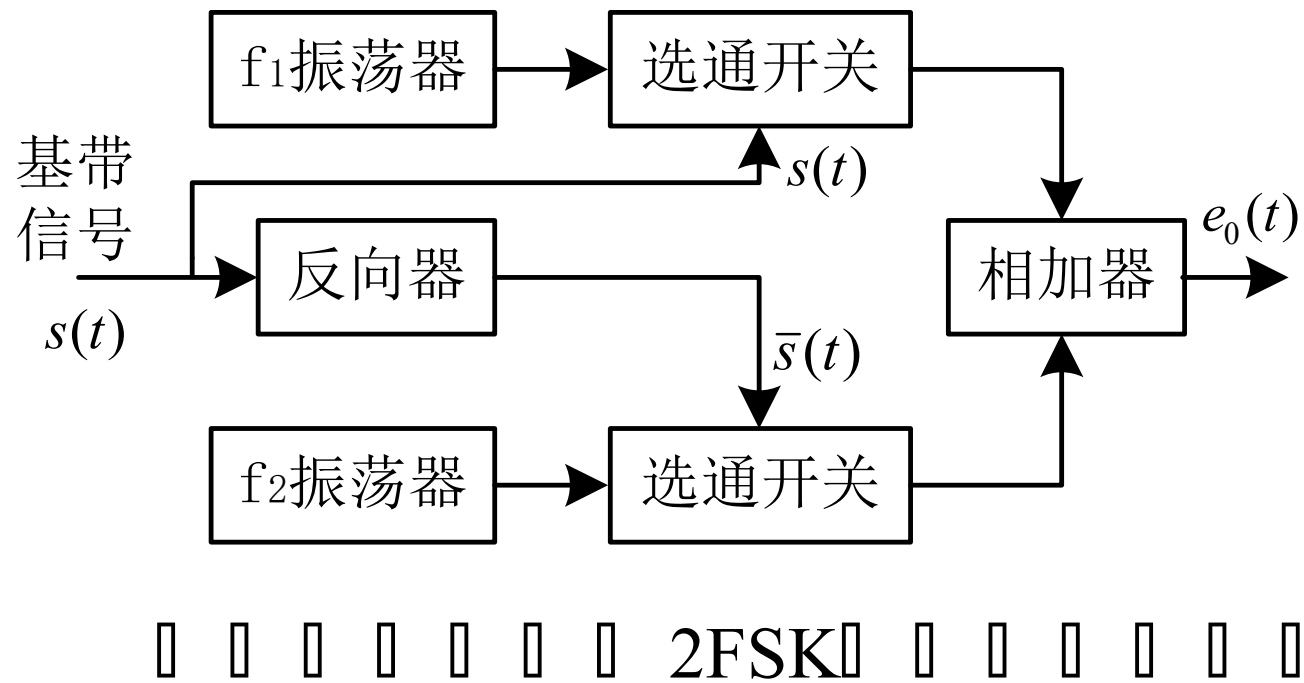 f1振荡器
选通开关
基带
信号
s(t)
s(t)
反向器
相加器
e₀(t)
s̅(t)
f2振荡器
选通开关
2FSK